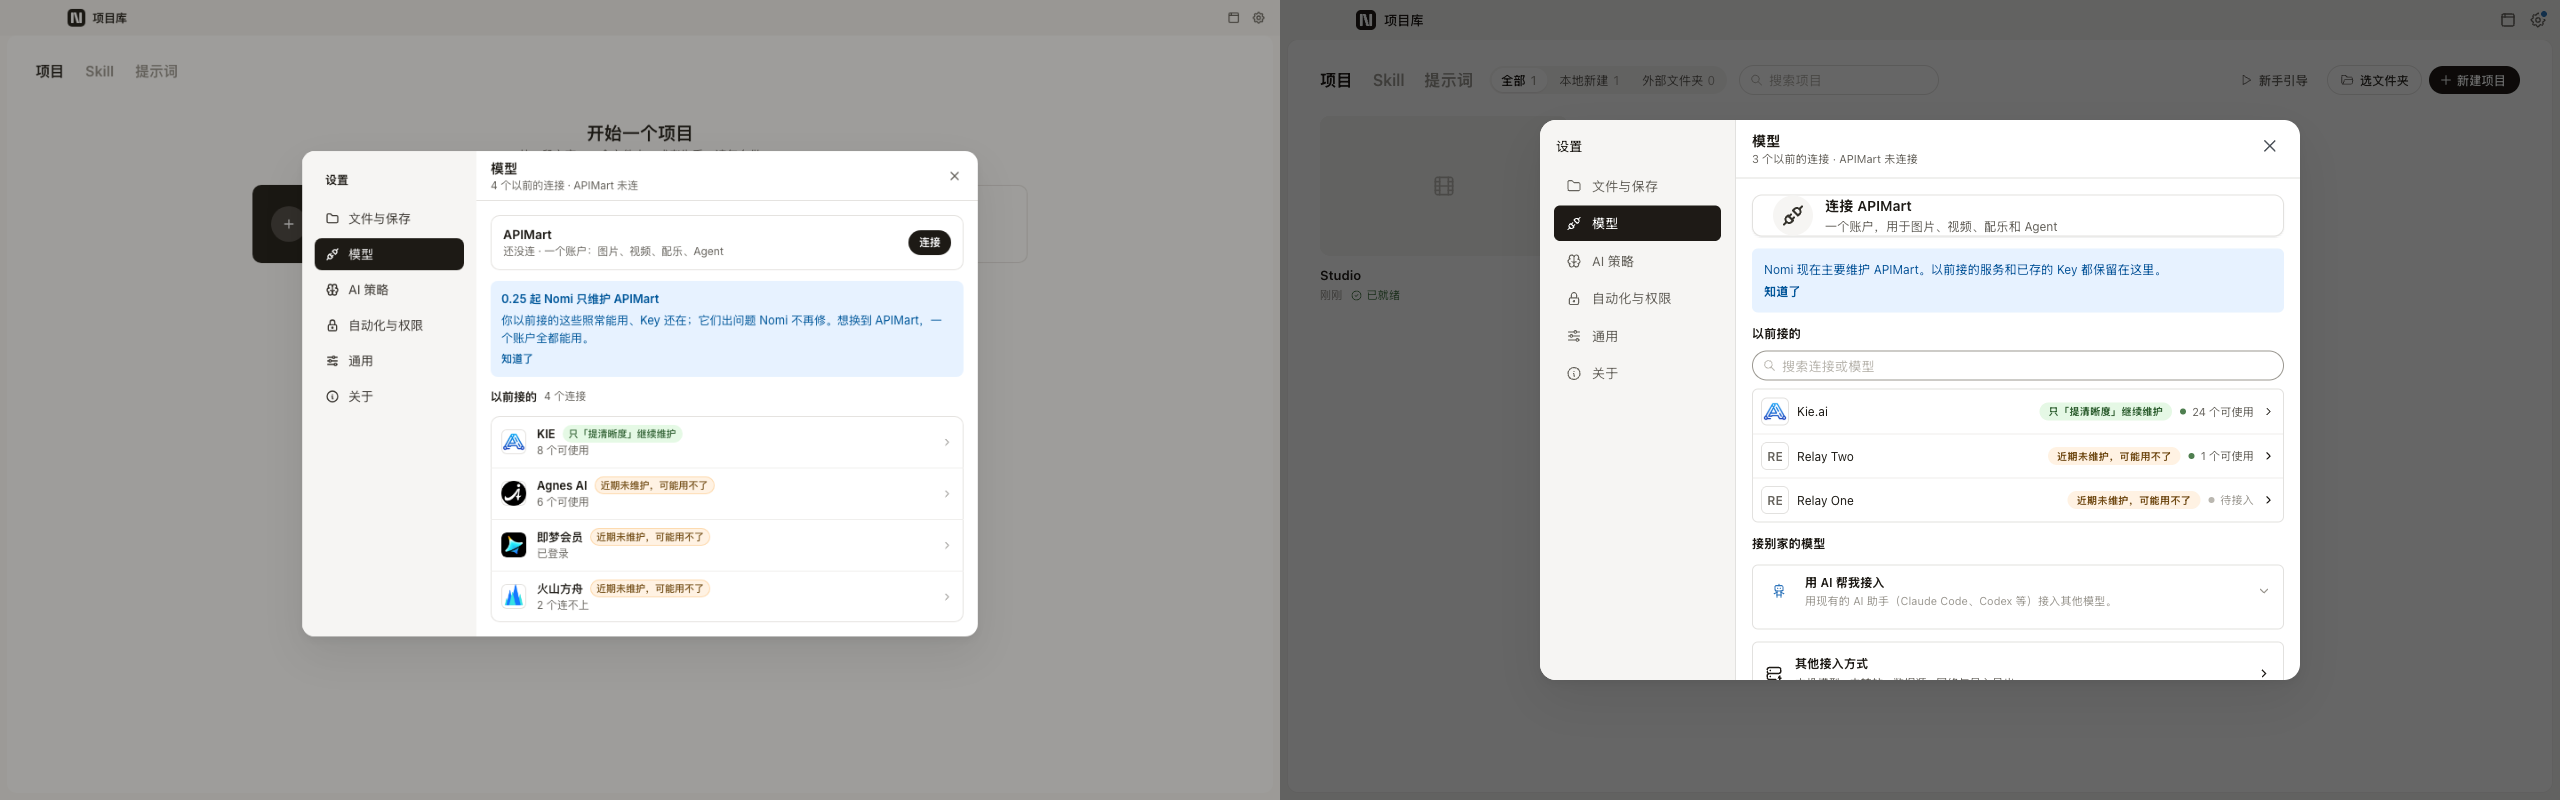 项目库
项目
Skill
提示词
开始一个项目
设置
文件与保存
模型
AI 策略
自动化与权限
通用
关于
模型
4 个以前的连接 · APIMart 未连
APIMart
还没连 · 一个账户：图片、视频、配乐、Agent
连接
0.25 起 Nomi 只维护 APIMart
你以前接的这些照常能用、Key 还在；它们出问题 Nomi 不再修。想换到 APIMart，一
个账户全都能用。
知道了
以前接的 4 个连接
KIE 只「提清晰度」继续维护
8 个可使用
Agnes AI 近期未维护，可能用不了
6 个可使用
即梦会员 近期未维护，可能用不了
已登录
火山方舟 近期未维护，可能用不了
2 个连不上
项目库
项目
Skill
提示词
全部 1
本地新建 1
外部文件夹 0
搜索项目
新手引导
选文件夹
新建项目
Studio
刚刚 已就绪
设置
文件与保存
模型
AI 策略
自动化与权限
通用
关于
模型
3 个以前的连接 · APIMart 未连接
连接 APIMart
一个账户，用于图片、视频、配乐和 Agent
Nomi 现在主要维护 APIMart。以前接的服务和已存的 Key 都保留在这里。
知道了
以前接的
搜索连接或模型
Kie.ai 只「提清晰度」继续维护 24 个可使用
RE Relay Two 近期未维护，可能用不了 1 个可使用
RE Relay One 近期未维护，可能用不了 待接入
接别家的模型
用 AI 帮我接入
用现有的 AI 助手（Claude Code、Codex 等）接入其他模型。
其他接入方式